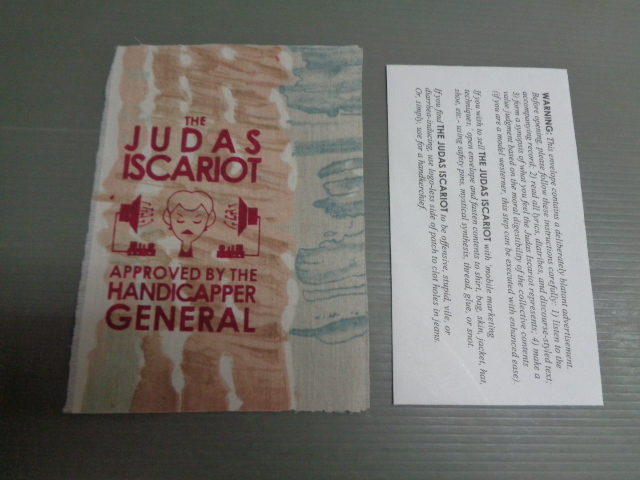 THE
JUDAS
ISCARIOT
APPROVED BY THE
HANDICAPPER
GENERAL
WARNING: This envelope contains a deliberately blatant advertisement.
Before opening, please follow these instructions carefully: 1) listen to the
accompanying record; 2) read all lyrics, diatribes, and discourse-styled text;
3) form a synopsis of what you feel the Judas Iscariot represents; 4) make a
value judgment based on the moral digestibility of the collective contents
(if you are a model westerner, this step can be executed with enhanced ease).
If you wish to sell THE JUDAS ISCARIOT with 'mobile marketing
techniques,' open envelope and fasten contents to shirt, bag, skin, jacket, hat,
shoe, etc.- using safety pins, mystical synthesis, thread, glue, or snot.
If you find THE JUDAS ISCARIOT to be offensive, stupid, vile, or
diarrhea-inducing, use logo-less side of patch to clot holes in jeans.
Or, simply, use for a handkerchief.